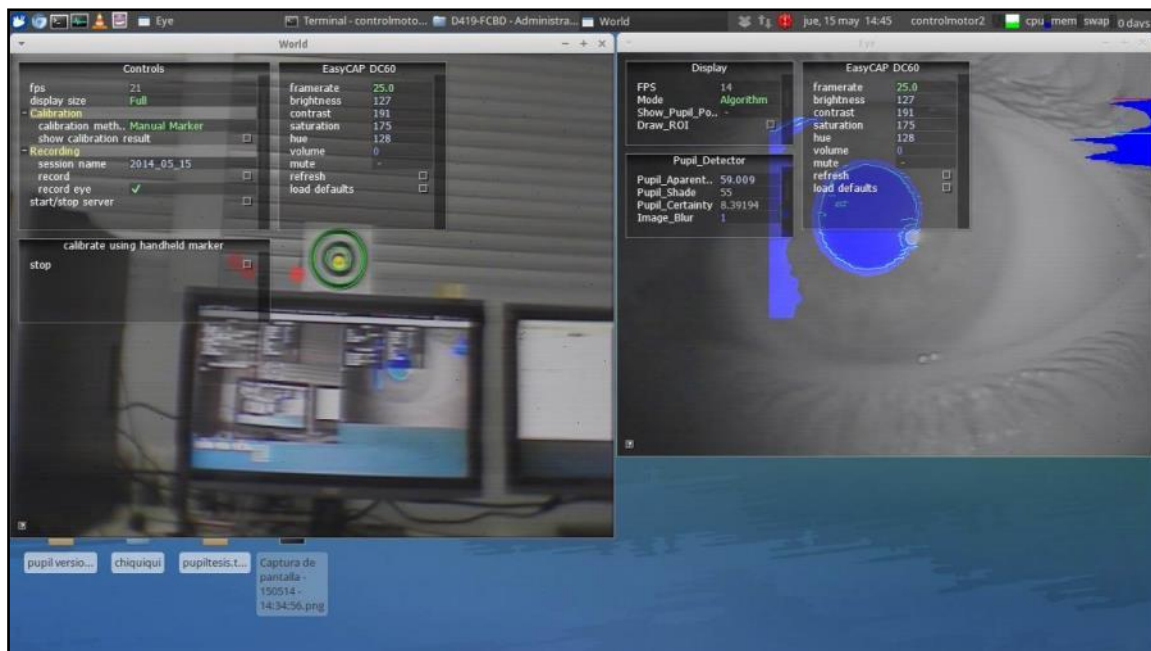 Eye
Terminal - controlmoto...
D419-FCBD - Administra...
World
jue, 15 may 14:45
controlmotor2
cpu
mem
swap
0 days
World
Controls
fps 21
display size Full
- Calibration
calibration meth.. Manual Marker
show calibration result
- Recording
session name 2014_05_15
record
record eye ✓
start/stop server
EasyCAP DC60
framerate 25.0
brightness 127
contrast 191
saturation 175
hue 128
volume 0
mute -
refresh
load defaults
calibrate using handheld marker
stop
Eye
Display
FPS 14
Mode Algorithm
Show_Pupil_Po.. -
Draw_ROI
Pupil_Detector
Pupil_Aparent.. 59.009
Pupil_Shade 55
Pupil_Certainty 8.39194
Image_Blur 1
EasyCAP DC60
framerate 25.0
brightness 127
contrast 191
saturation 175
hue 128
volume 0
mute -
refresh
load defaults
pupil versio...
chiquiqui
pupiltesis.t...
Captura de
pantalla -
150514 -
14:34:56.png